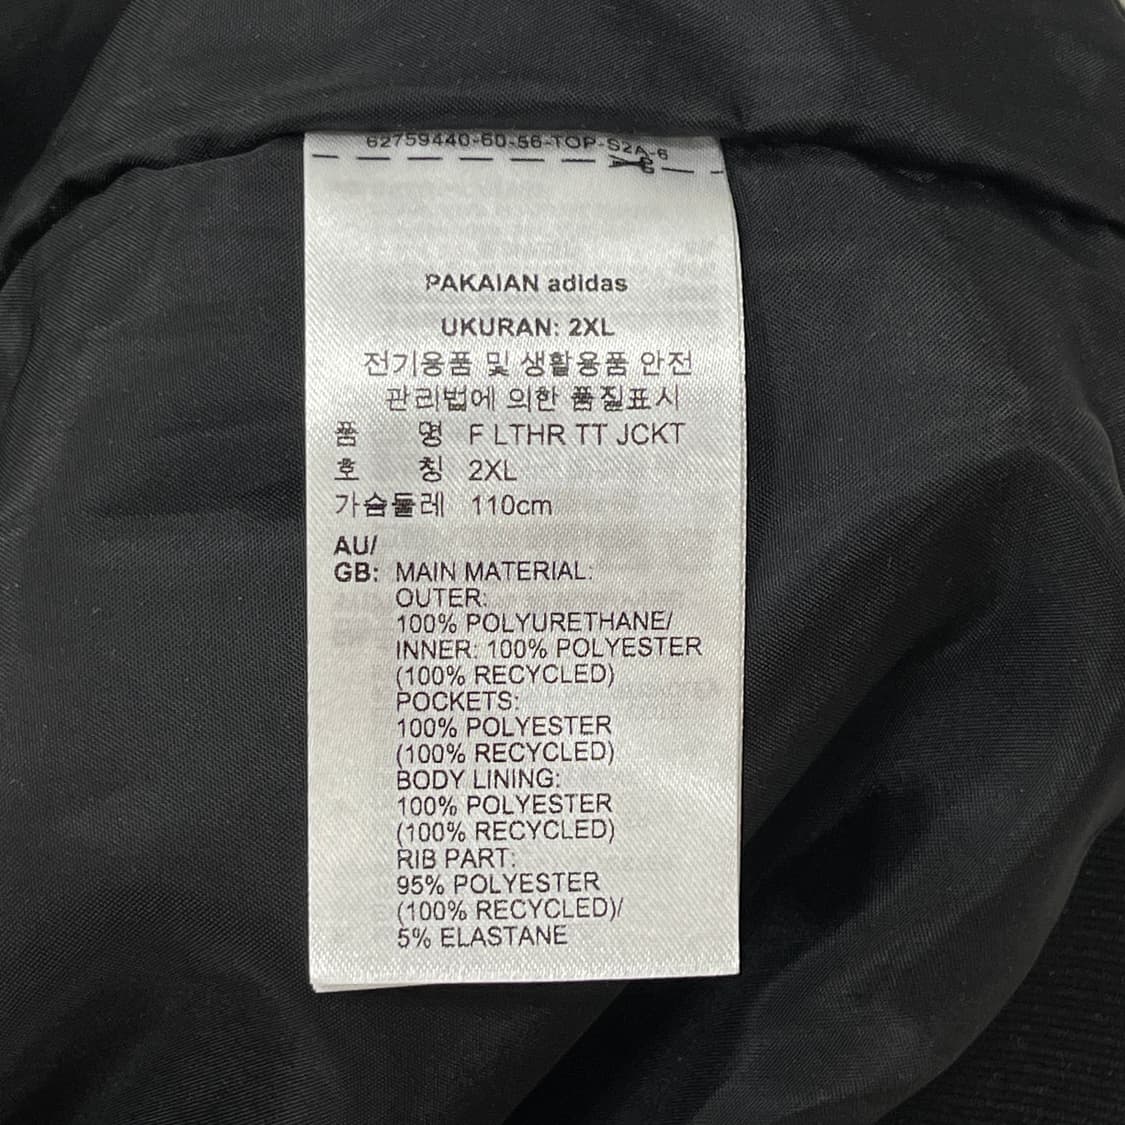 62759440-60-56-TOP-S2A-6
PAKAIAN adidas
UKURAN: 2XL
전기용품 및 생활용품 안전
관리법에 의한 품질표시
품 명 F LTHR TT JCKT
호 칭 2XL
가슴둘레 110cm
AU/
GB: MAIN MATERIAL:
OUTER:
100% POLYURETHANE/
INNER: 100% POLYESTER
(100% RECYCLED)
POCKETS:
100% POLYESTER
(100% RECYCLED)
BODY LINING:
100% POLYESTER
(100% RECYCLED)
RIB PART:
95% POLYESTER
(100% RECYCLED)/
5% ELASTANE